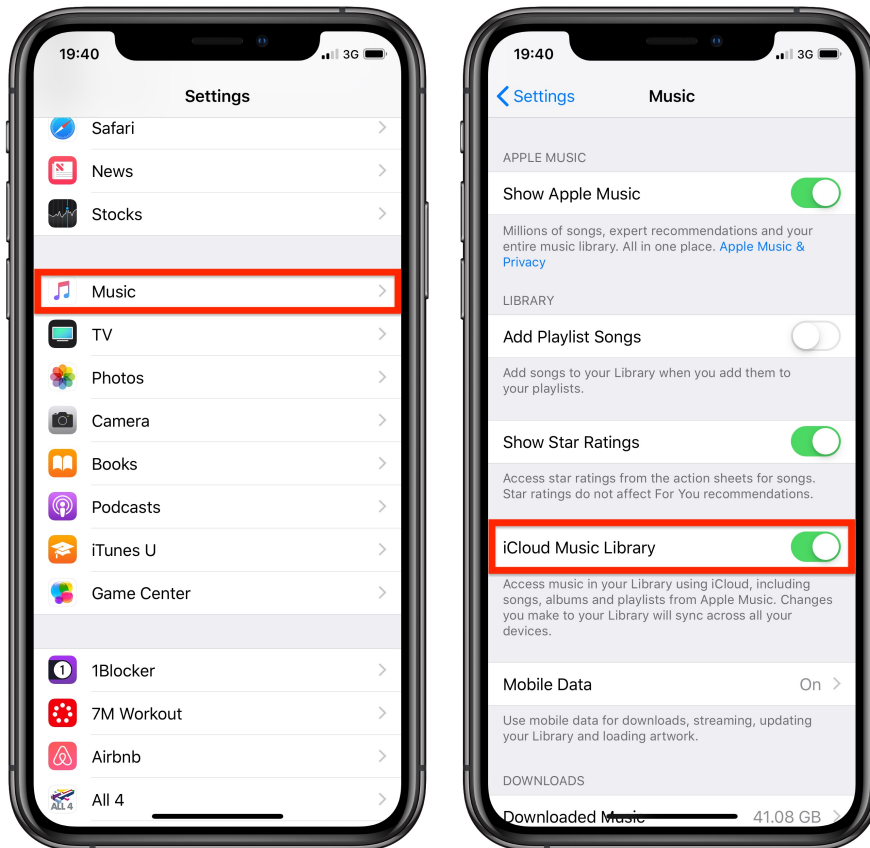 19:40
3G
Settings
Safari
News
Stocks
Music
TV
Photos
Camera
Books
Podcasts
iTunes U
Game Center
1
1Blocker
7M Workout
Airbnb
ALL 4
All 4
19:40
3G
Settings
Music
APPLE MUSIC
Show Apple Music
Millions of songs, expert recommendations and your
entire music library. All in one place. Apple Music &
Privacy
LIBRARY
Add Playlist Songs
Add songs to your Library when you add them to
your playlists.
Show Star Ratings
Access star ratings from the action sheets for songs.
Star ratings do not affect For You recommendations.
iCloud Music Library
Access music in your Library using iCloud, including
songs, albums and playlists from Apple Music. Changes
you make to your Library will sync across all your
devices.
Mobile Data On
Use mobile data for downloads, streaming, updating
your Library and loading artwork.
DOWNLOADS
Downloaded Music 41.08 GB